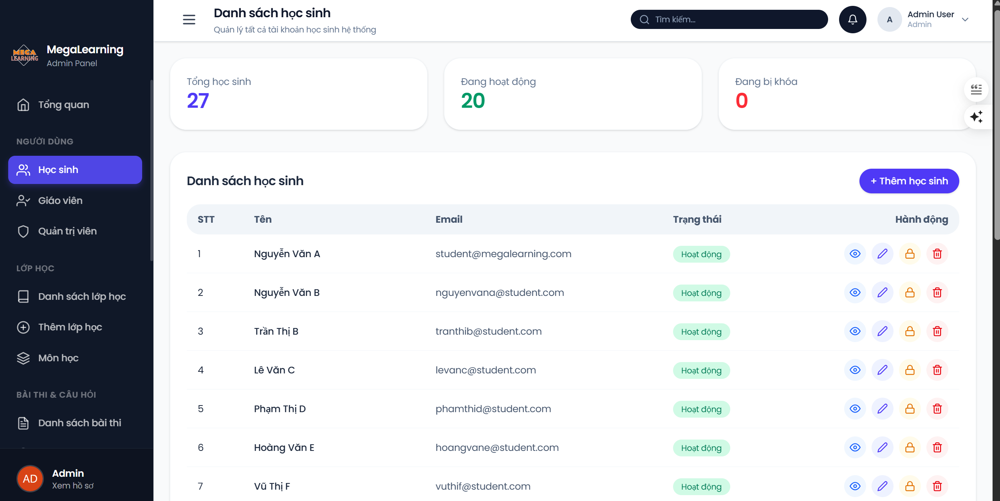 MEGA
LEARNING
MegaLearning
Admin Panel
Tổng quan
NGƯỜI DÙNG
Học sinh
Giáo viên
Quản trị viên
LỚP HỌC
Danh sách lớp học
Thêm lớp học
Môn học
BÀI THI & CÂU HỎI
Danh sách bài thi
AD
Admin
Xem hồ sơ
Danh sách học sinh
Quản lý tất cả tài khoản học sinh hệ thống
Tìm kiếm...
A
Admin User
Admin
Tổng học sinh
27
Đang hoạt động
20
Đang bị khóa
0
Danh sách học sinh
+ Thêm học sinh
STT Tên Email Trạng thái Hành động
1 Nguyễn Văn A student@megalearning.com Hoạt động
2 Nguyễn Văn B nguyenvana@student.com Hoạt động
3 Trần Thị B tranthib@student.com Hoạt động
4 Lê Văn C levanc@student.com Hoạt động
5 Phạm Thị D phamthid@student.com Hoạt động
6 Hoàng Văn E hoangvane@student.com Hoạt động
7 Vũ Thị F vuthif@student.com Hoạt động